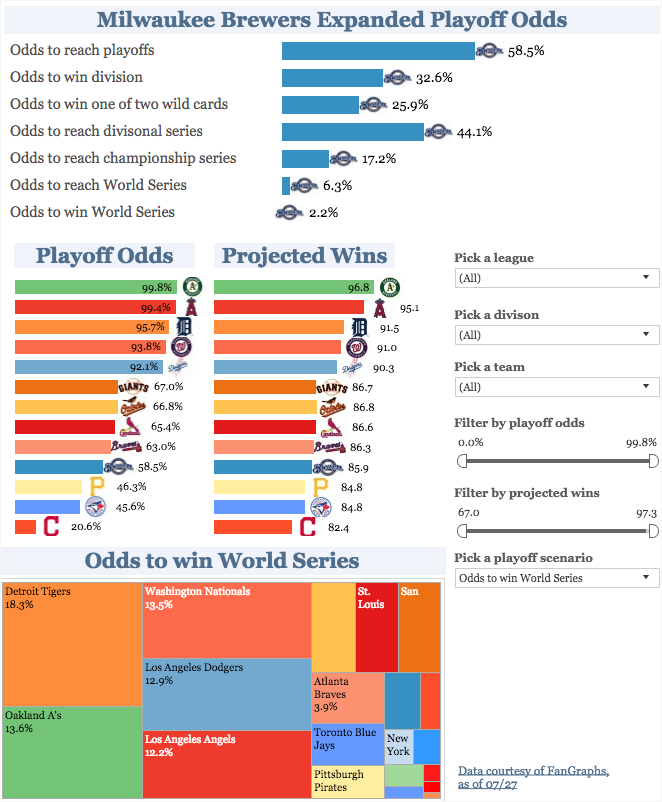 Milwaukee Brewers Expanded Playoff Odds
Odds to reach playoffs 58.5%
Odds to win division 32.6%
Odds to win one of two wild cards 25.9%
Odds to reach divisonal series 44.1%
Odds to reach championship series 17.2%
Odds to reach World Series 6.3%
Odds to win World Series 2.2%
Playoff Odds
99.8%
99.4%
95.7%
93.8%
92.1%
GIANTS 67.0%
66.8%
65.4%
Braves 63.0%
58.5%
46.3%
45.6%
20.6%
Projected Wins
96.8
95.1
91.5
91.0
90.3
GIANTS 86.7
86.8
86.6
Braves 86.3
85.9
84.8
84.8
82.4
Pick a league
(All)
Pick a divison
(All)
Pick a team
(All)
Filter by playoff odds
0.0% 99.8%
Filter by projected wins
67.0 97.3
Pick a playoff scenario
Odds to win World Series
Odds to win World Series
Detroit Tigers
18.3%
Oakland A's
13.6%
Washington Nationals
13.5%
Los Angeles Dodgers
12.9%
Los Angeles Angels
12.2%
St.
Louis
San
Atlanta
Braves
3.9%
Toronto Blue
Jays
New
York
Pittsburgh
Pirates
Data courtesy of FanGraphs,
as of 07/27